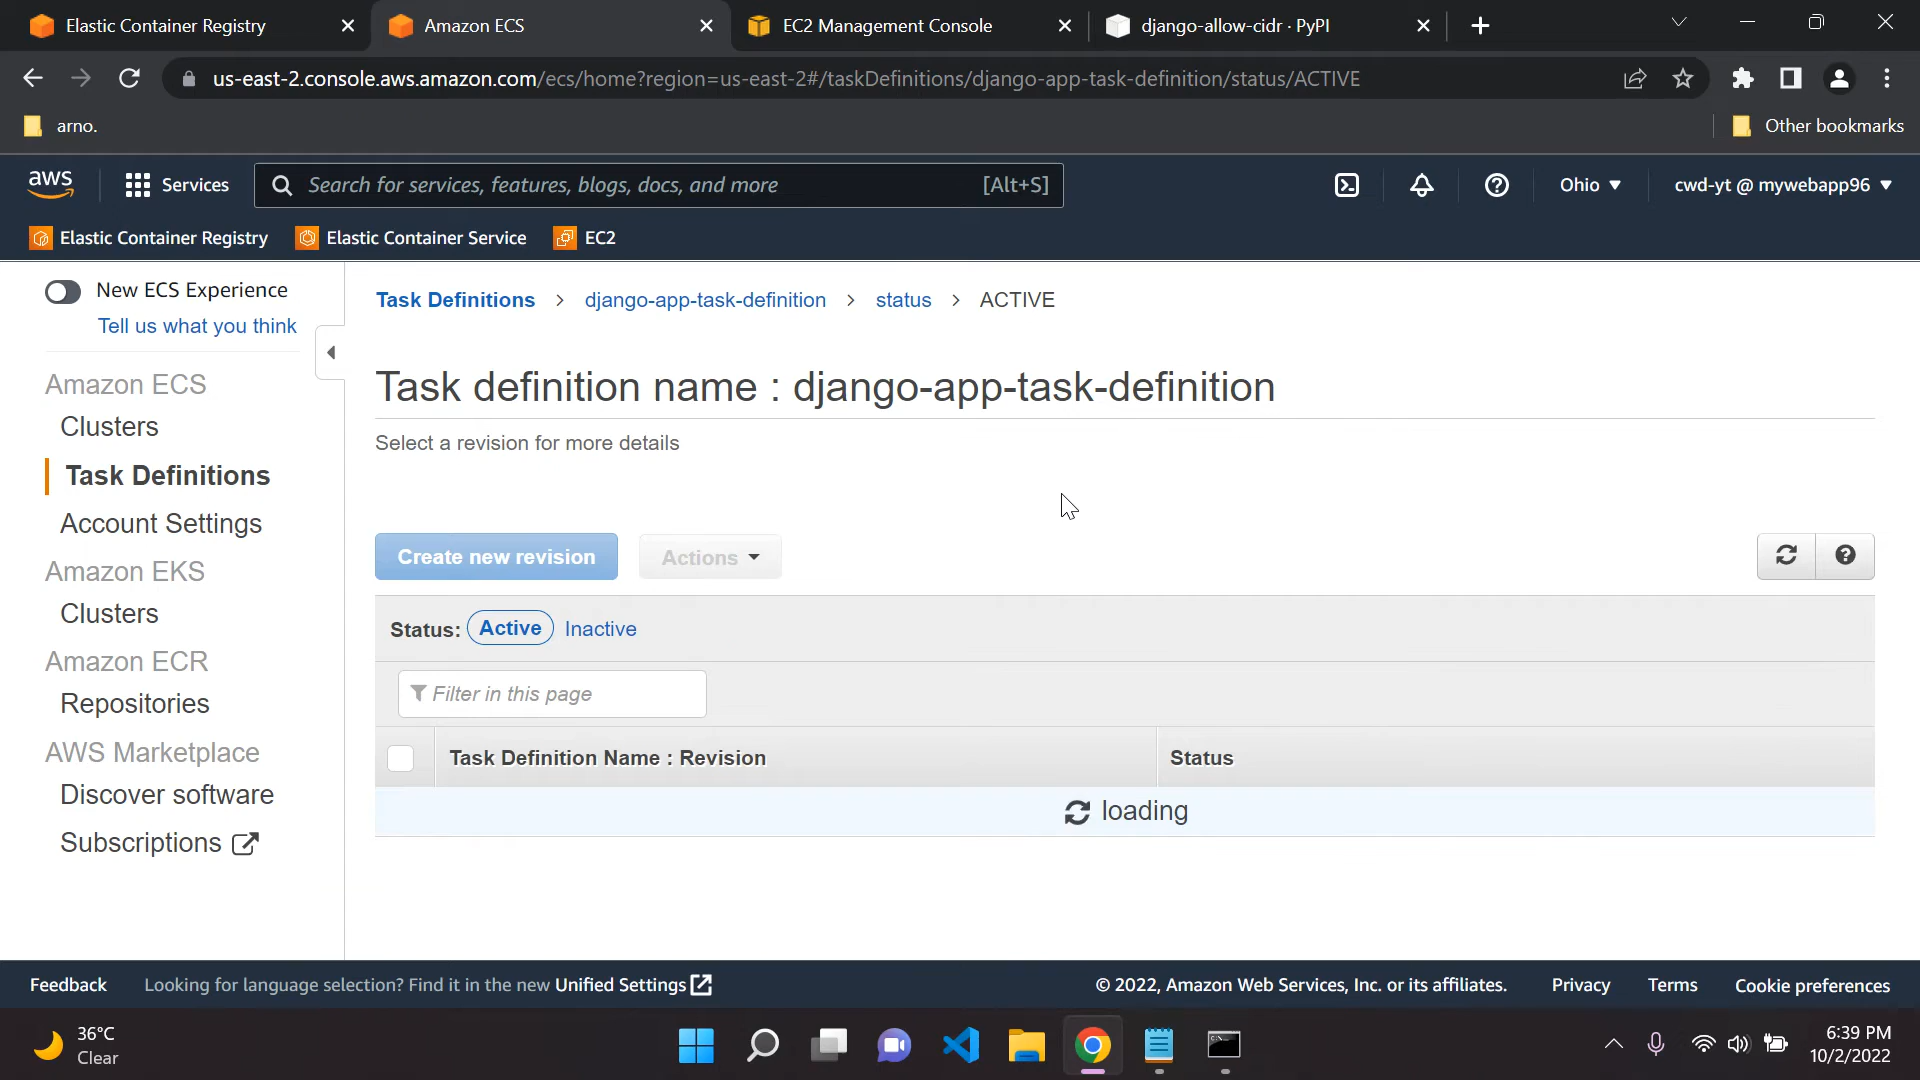 Elastic Container Registry
Amazon ECS
EC2 Management Console
django-allow-cidr · PyPI
us-east-2.console.aws.amazon.com/ecs/home?region=us-east-2#/taskDefinitions/django-app-task-definition/status/ACTIVE
arno.
Other bookmarks
aws
Services
Search for services, features, blogs, docs, and more
[Alt+S]
Ohio
cwd-yt @ mywebapp96
Elastic Container Registry
Elastic Container Service
EC2
New ECS Experience
Tell us what you think
Amazon ECS
Clusters
Task Definitions
Account Settings
Amazon EKS
Clusters
Amazon ECR
Repositories
AWS Marketplace
Discover software
Subscriptions
Task Definitions > django-app-task-definition > status > ACTIVE
Task definition name : django-app-task-definition
Select a revision for more details
Create new revision
Actions
Status: Active Inactive
Filter in this page
Task Definition Name : Revision
Status
loading
Feedback
Looking for language selection? Find it in the new Unified Settings
© 2022, Amazon Web Services, Inc. or its affiliates.
Privacy
Terms
Cookie preferences
36°C
Clear
6:39 PM
10/2/2022